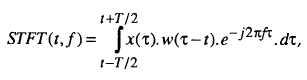 STFT(t, f) = ∫_{t−T/2}^{t+T/2} x(τ).w(τ−t).e^{−j2πfτ}.dτ,